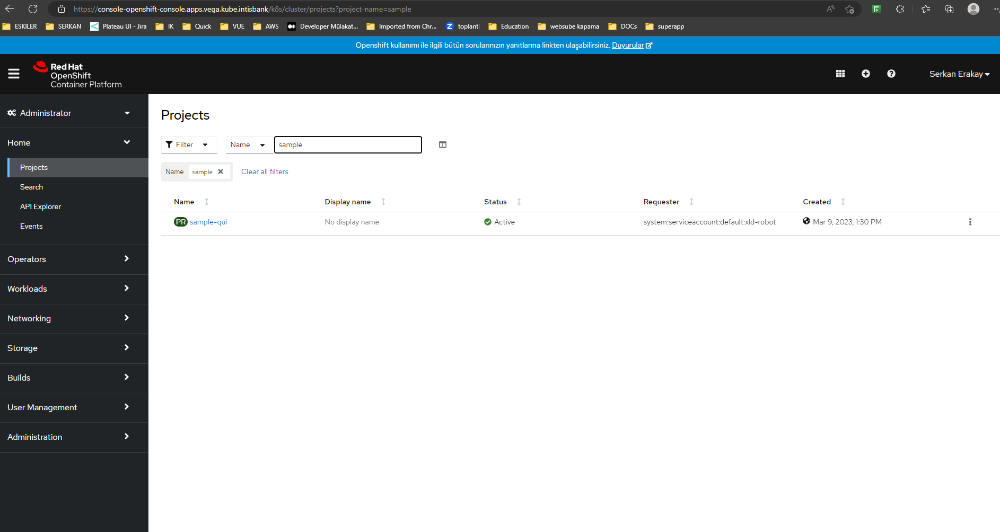 https://console-openshift-console.apps.vega.kube.intisbank/k8s/cluster/projects?project-name=sample
ESKİLER SERKAN Plateau UI - Jira IK Quick VUE AWS Developer Mülakat... Imported from Chr... toplanti Education websube kapama DOCs superapp
Openshift kullanımı ile ilgili bütün sorularınızın yanıtlarına linkten ulaşabilirsiniz. Duyurular
Red Hat
OpenShift
Container Platform
Serkan Erakay
Administrator
Home
Projects
Search
API Explorer
Events
Operators
Workloads
Networking
Storage
Builds
User Management
Administration
Projects
Filter Name sample
Name sample Clear all filters
Name Display name Status Requester Created
PR sample-qui No display name Active system:serviceaccount:default:xld-robot Mar 9, 2023, 1:30 PM